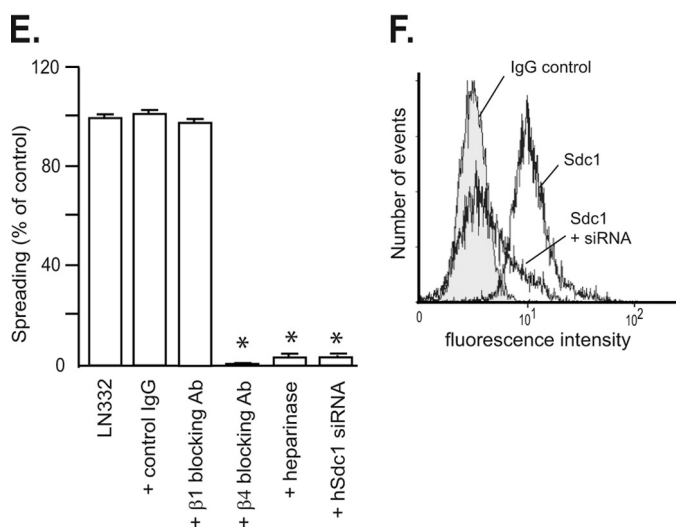 E.
Spreading (% of control)
120
80
40
0
LN332
+ control IgG
+ β1 blocking Ab
+ β4 blocking Ab
+ heparinase
+ hSdc1 siRNA
*
*
*
F.
Number of events
IgG control
Sdc1
Sdc1
+ siRNA
0
10¹
10²
fluorescence intensity